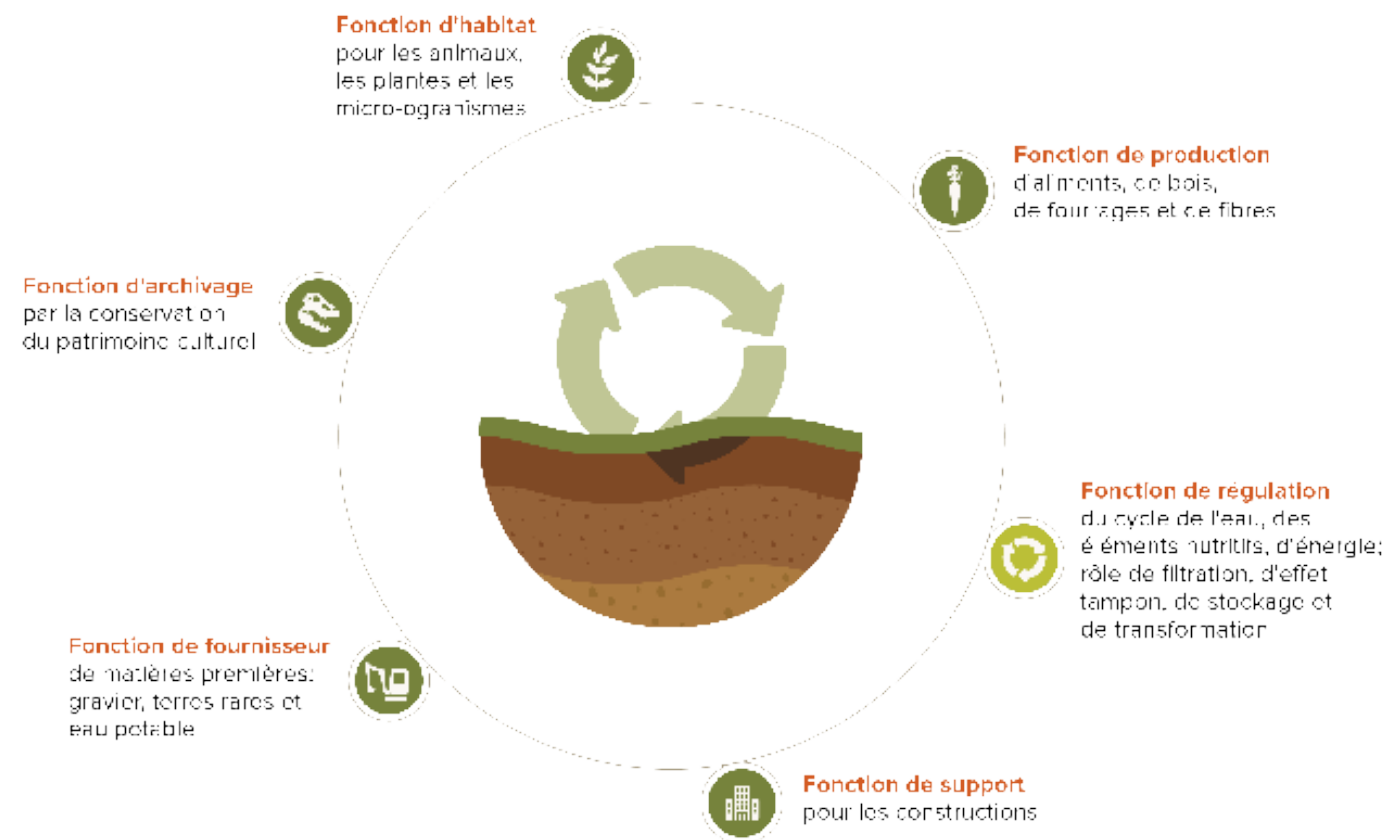 Fonction d'habitat
pour les animaux,
les plantes et les
micro-ogranismes
Fonction de production
d'aliments, de bois,
de fourrages et de fibres
Fonction d'archivage
par la conservation
du patrimoine culturel
Fonction de régulation
du cycle de l'eau, des
éléments nutritifs, d'énergie;
rôle de filtration, d'effet
tampon, de stockage et
de transformation
Fonction de fournisseur
de matières premières:
gravier, terres rares et
eau potable
Fonction de support
pour les constructions